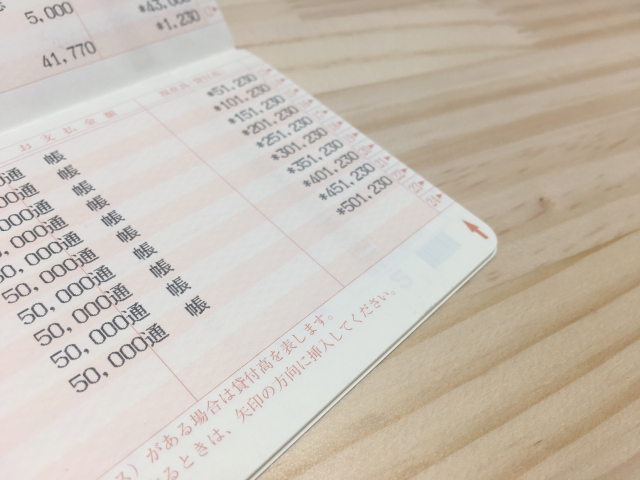 5,000 *43,0
*1,230
41,770
お支払金額
*51,230
*101,230
*151,230
*201,230
*251,230
*301,230
*351,230
*401,230
*451,230
*501,230
0通 帳
00通 帳
000通 帳
,000通 帳
0,000通 帳
50,000通 帳
50,000通 帳
50,000通 帳
50,000通 帳
ス)がある場合は貸付高を表します。
るときは、矢印の方向に挿入してください。